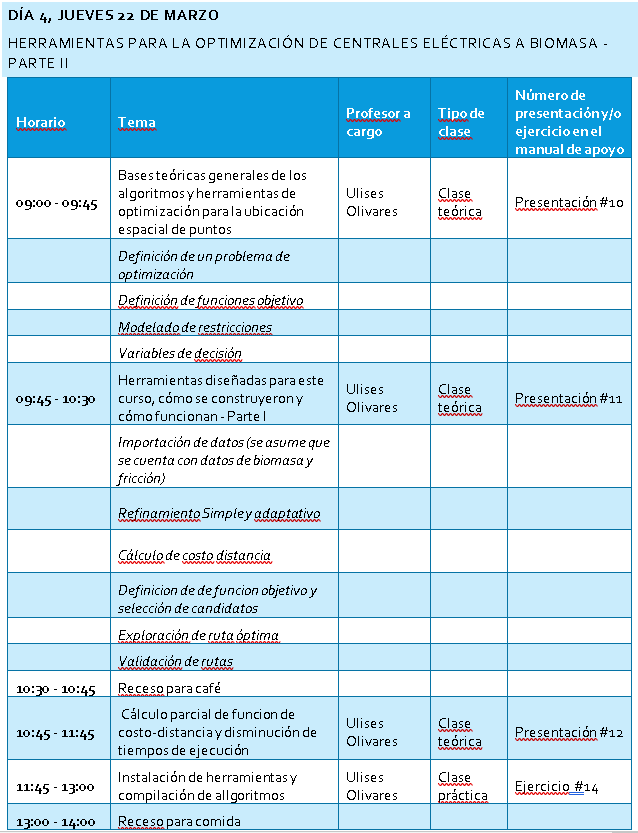 DÍA 4, JUEVES 22 DE MARZO
HERRAMIENTAS PARA LA OPTIMIZACIÓN DE CENTRALES ELÉCTRICAS A BIOMASA -
PARTE II
Horario
Tema
Profesor a
cargo
Tipo de
clase
Número de
presentación y/o
ejercicio en el
manual de apoyo
09:00 - 09:45
Bases teóricas generales de los
algoritmos y herramientas de
optimización para la ubicación
espacial de puntos
Ulises
Olivares
Clase
teórica
Presentación #10
Definición de un problema de
optimización
Definición de funciones objetivo
Modelado de restricciones
Variables de decisión
09:45 - 10:30
Herramientas diseñadas para este
curso, cómo se construyeron y
cómo funcionan - Parte I
Ulises
Olivares
Clase
teórica
Presentación #11
Importación de datos (se asume que
se cuenta con datos de biomasa y
fricción)
Refinamiento Simple y adaptativo
Cálculo de costo distancia
Definicion de de funcion objetivo y
selección de candidatos
Exploración de ruta óptima
Validación de rutas
10:30 - 10:45
Receso para café
10:45 - 11:45
Cálculo parcial de funcion de
costo-distancia y disminución de
tiempos de ejecución
Ulises
Olivares
Clase
teórica
Presentación #12
11:45 - 13:00
Instalación de herramientas y
compilación de allgoritmos
Ulises
Olivares
Clase
práctica
Ejercicio #14
13:00 - 14:00
Receso para comida